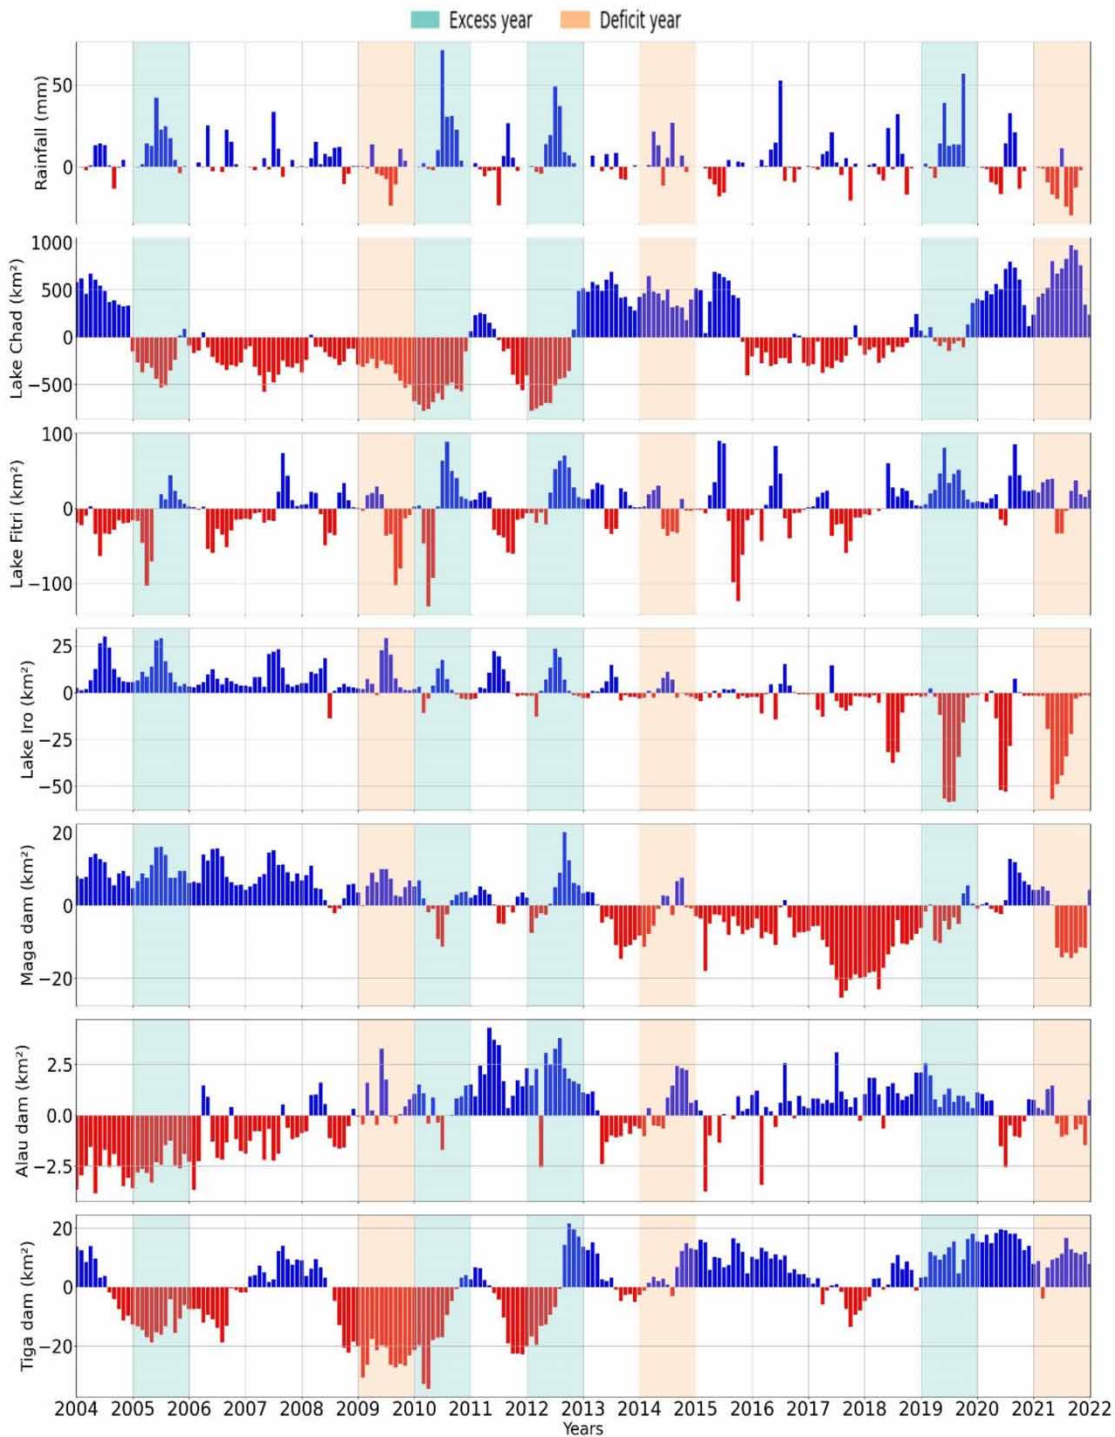 Excess year Deficit year
Rainfall (mm)
50
0
Lake Chad (km²)
1000
500
0
−500
Lake Fitri (km²)
100
0
−100
Lake Iro (km²)
25
0
−25
−50
Maga dam (km²)
20
0
−20
Alau dam (km²)
2.5
0.0
−2.5
Tiga dam (km²)
20
0
−20
2004 2005 2006 2007 2008 2009 2010 2011 2012 2013 2014 2015 2016 2017 2018 2019 2020 2021 2022
Years